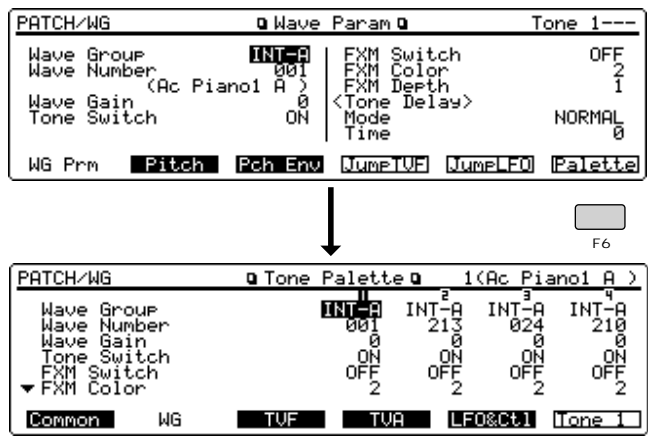 PATCH/WG Wave Param Tone 1---
Wave Group INT-A FXM Switch OFF
Wave Number 001 FXM Color 2
(Ac Piano1 A ) FXM Depth 1
Wave Gain 0 <Tone Delay>
Tone Switch ON Mode NORMAL
Time 0
WG Prm Pitch Pch Env JumpTVF JumpLFO Palette
F6
PATCH/WG Tone Palette 1(Ac Piano1 A )
1 2 3 4
Wave Group INT-A INT-A INT-A INT-A
Wave Number 001 213 024 210
Wave Gain 0 0 0 0
Tone Switch ON ON ON ON
FXM Switch OFF OFF OFF OFF
FXM Color 2 2 2 2
Common WG TVF TVA LFO&Ctl Tone 1